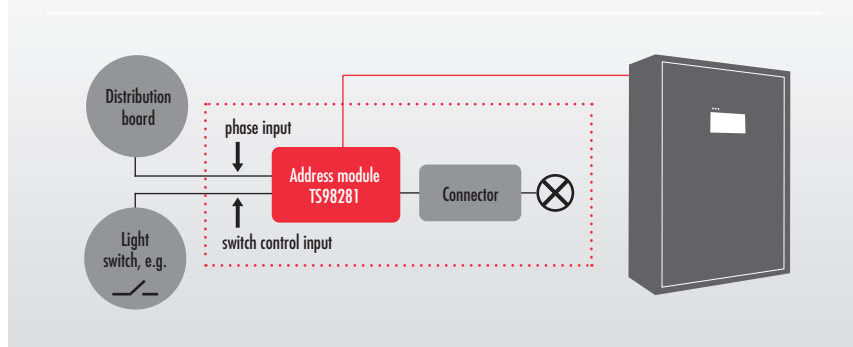 Distribution
board
phase input
Address module
TS98281
Connector
switch control input
Light
switch, e.g.